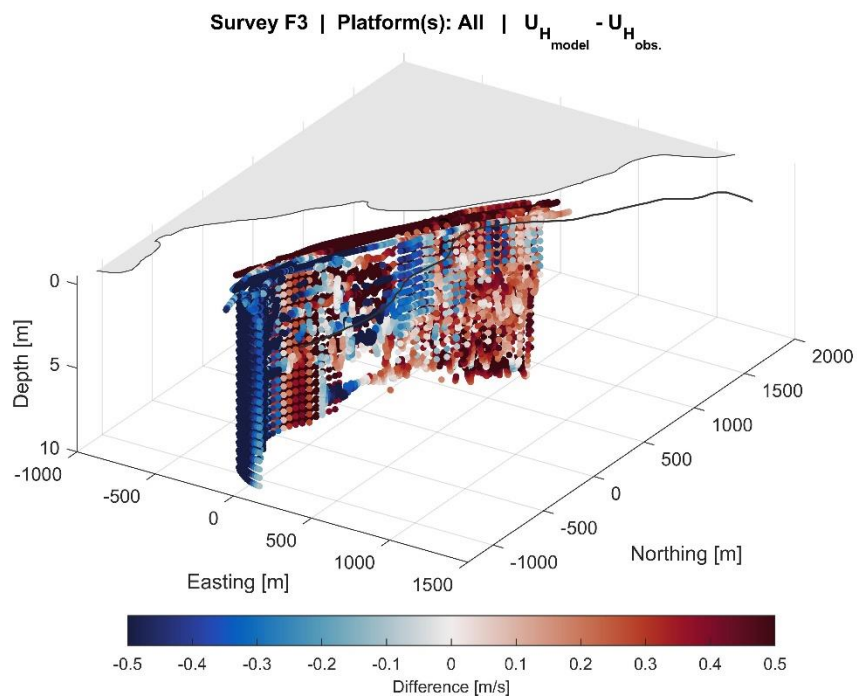 Survey F3 | Platform(s): All | U_H_model - U_H_obs.
0
5
10
Depth [m]
-1000
-500
0
500
1000
1500
Easting [m]
2000
1500
1000
500
0
-500
-1000
Northing [m]
-0.5 -0.4 -0.3 -0.2 -0.1 0 0.1 0.2 0.3 0.4 0.5
Difference [m/s]